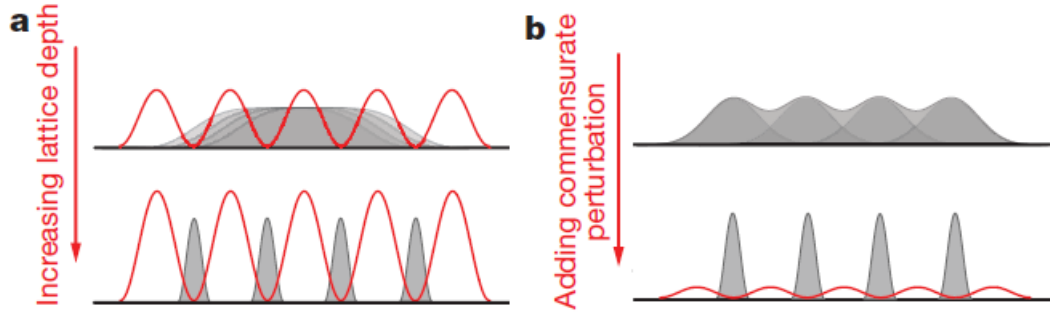 a
Increasing lattice depth
b
Adding commensurate
perturbation